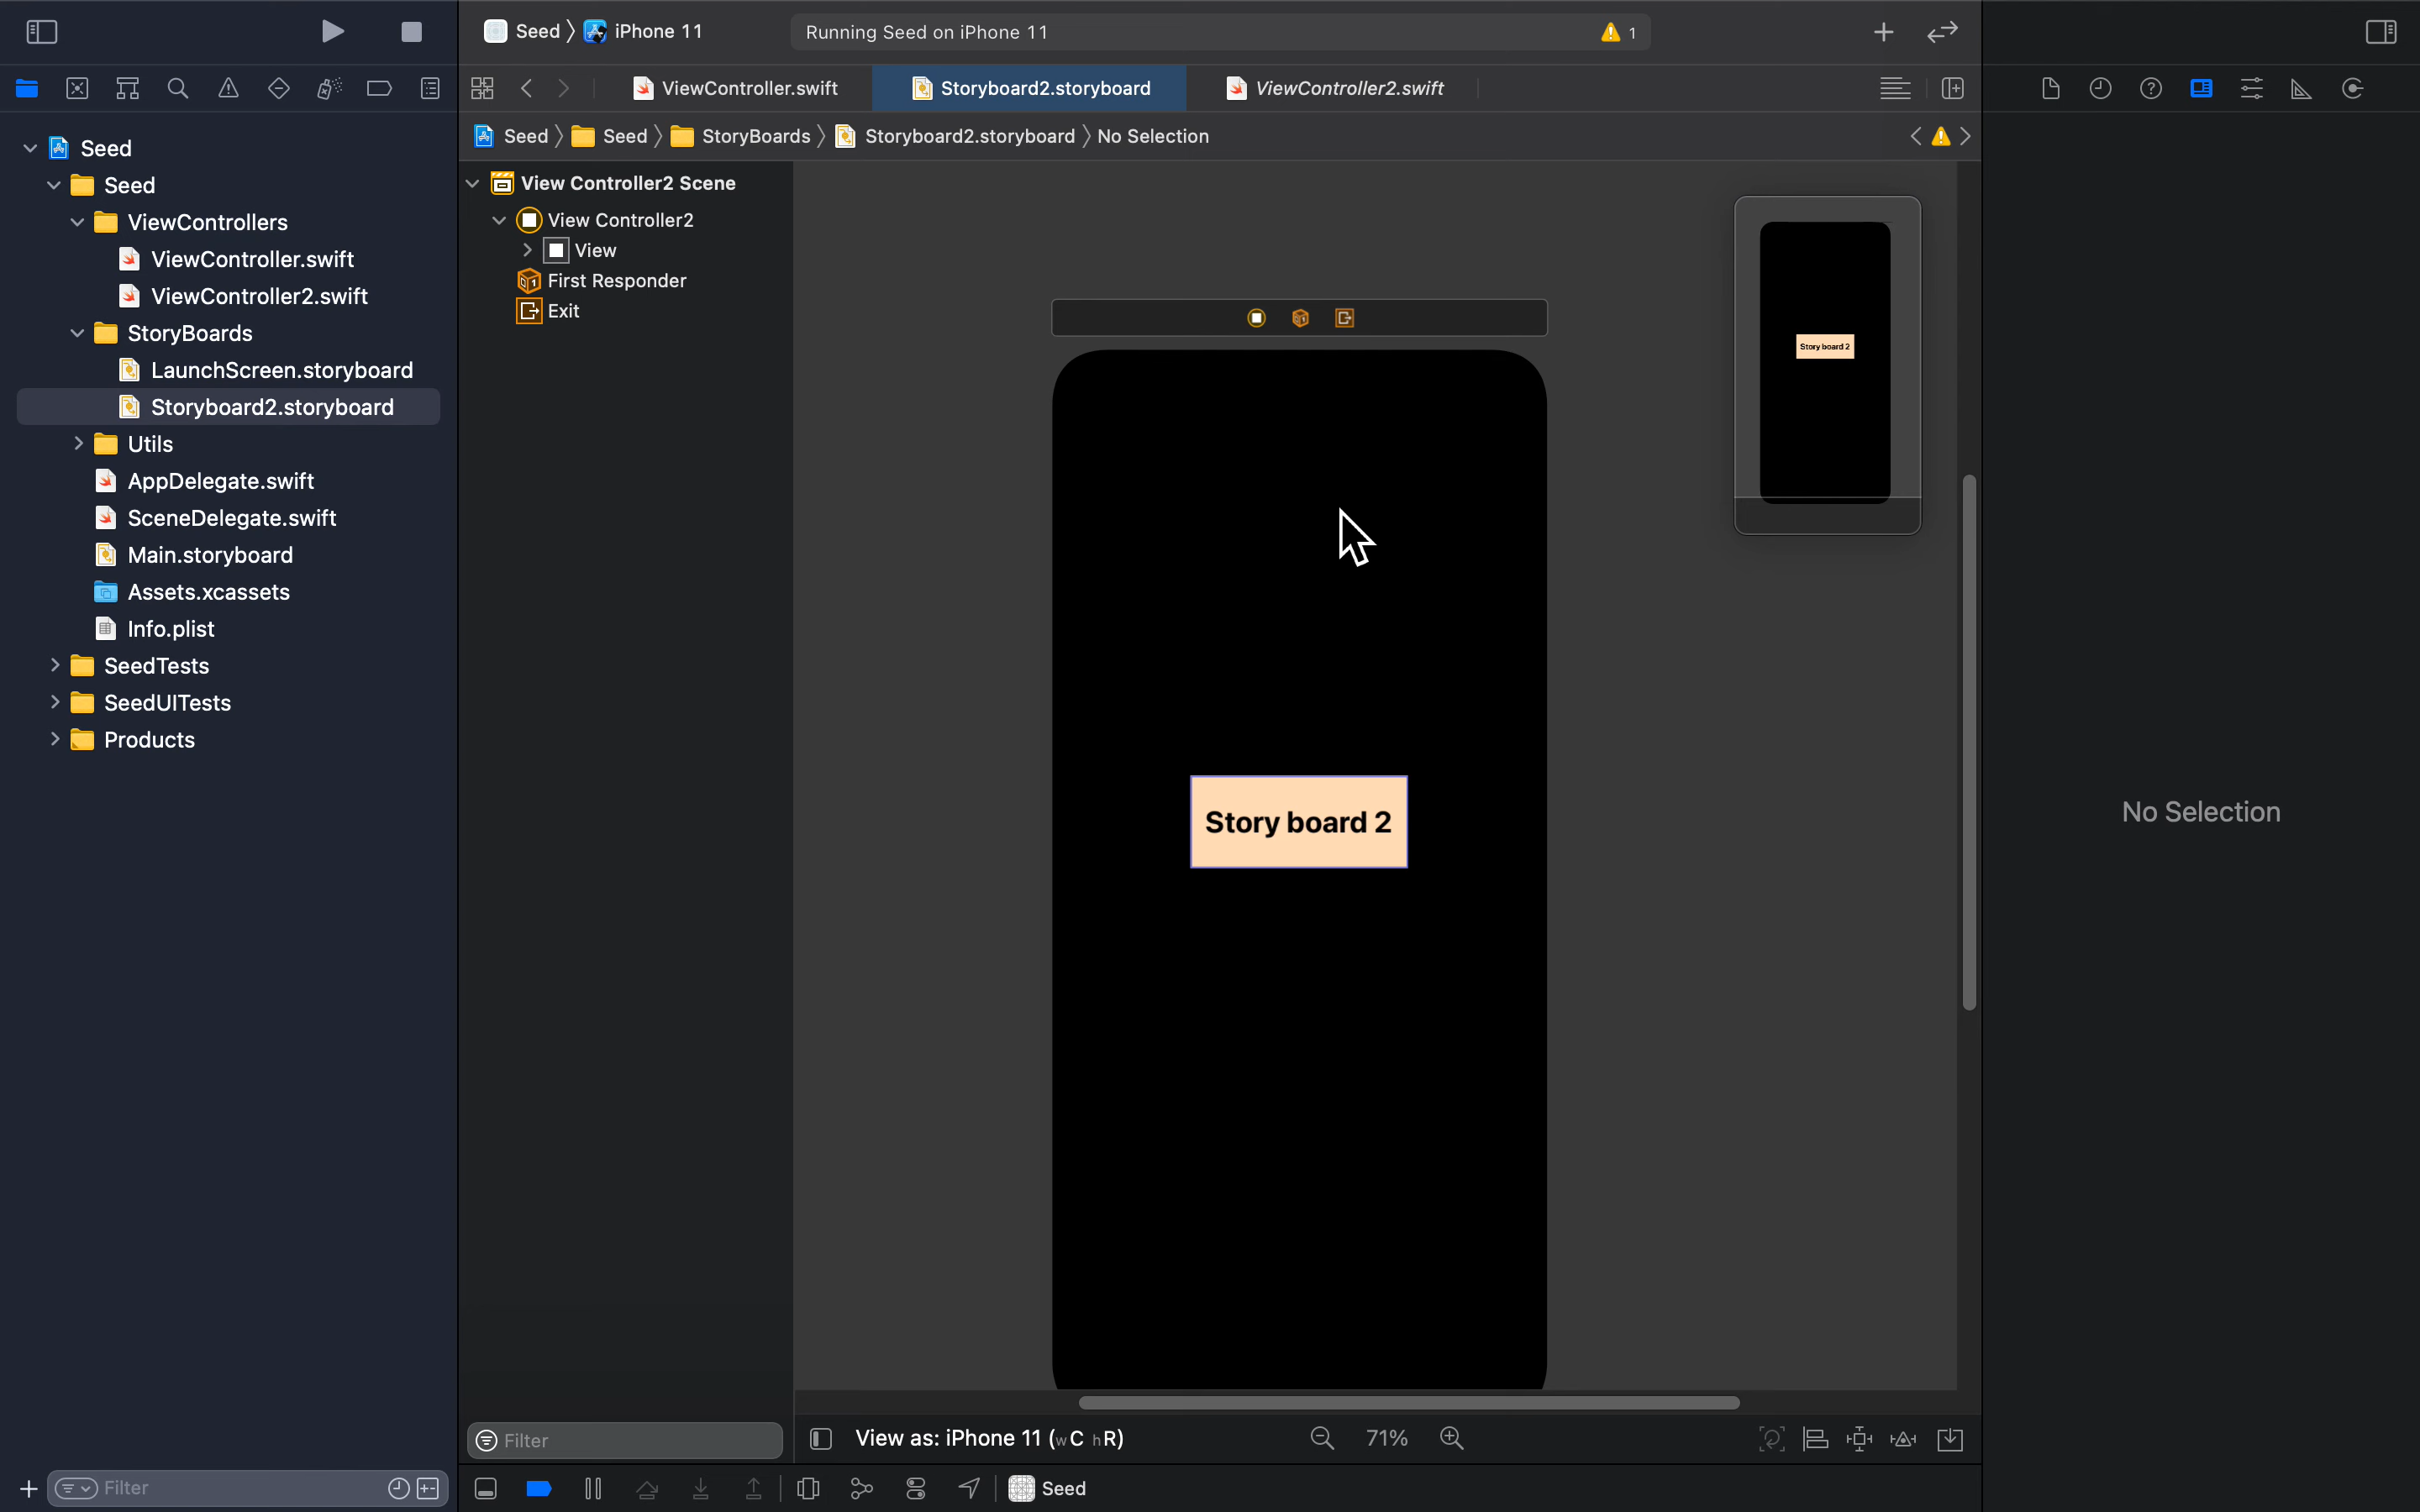 Seed
iPhone 11
Running Seed on iPhone 11
1
ViewController.swift
Storyboard2.storyboard
ViewController2.swift
Seed
Seed
StoryBoards
Storyboard2.storyboard
No Selection
Seed
Seed
ViewControllers
ViewController.swift
ViewController2.swift
StoryBoards
LaunchScreen.storyboard
Storyboard2.storyboard
Utils
AppDelegate.swift
SceneDelegate.swift
Main.storyboard
Assets.xcassets
Info.plist
SeedTests
SeedUITests
Products
Filter
View Controller2 Scene
View Controller2
View
First Responder
Exit
Filter
Story board 2
Story board 2
No Selection
View as: iPhone 11 (wC hR)
71%
Seed